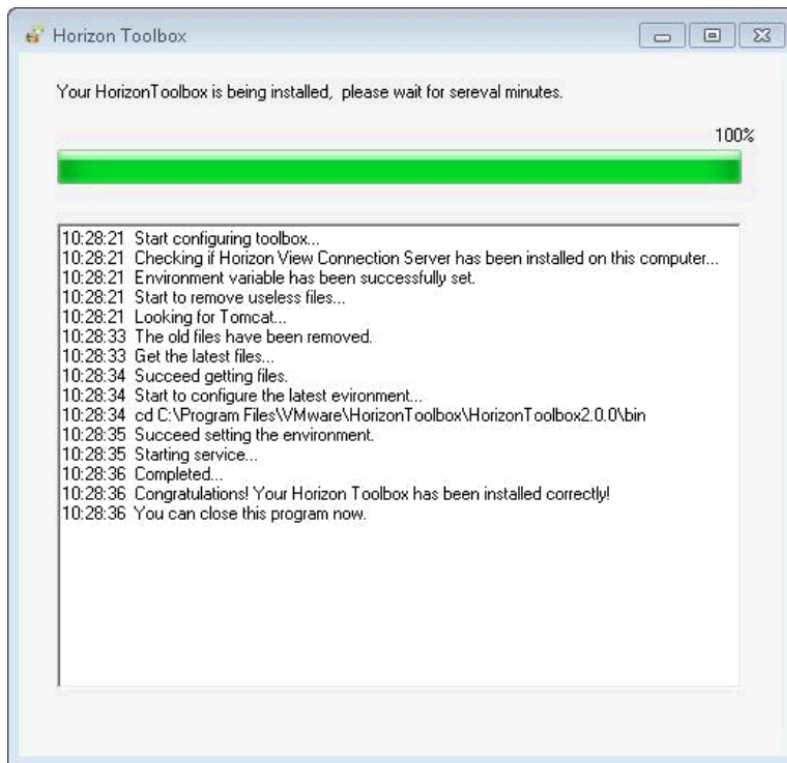 Horizon Toolbox
Your HorizonToolbox is being installed, please wait for sereval minutes.
100%
10:28:21 Start configuring toolbox...
10:28:21 Checking if Horizon View Connection Server has been installed on this computer...
10:28:21 Environment variable has been successfully set.
10:28:21 Start to remove useless files...
10:28:21 Looking for Tomcat...
10:28:33 The old files have been removed.
10:28:33 Get the latest files...
10:28:34 Succeed getting files.
10:28:34 Start to configure the latest evironment...
10:28:34 cd C:\Program Files\VMware\HorizonToolbox\HorizonToolbox2.0.0\bin
10:28:35 Succeed setting the environment.
10:28:35 Starting service...
10:28:36 Completed...
10:28:36 Congratulations! Your Horizon Toolbox has been installed correctly!
10:28:36 You can close this program now.